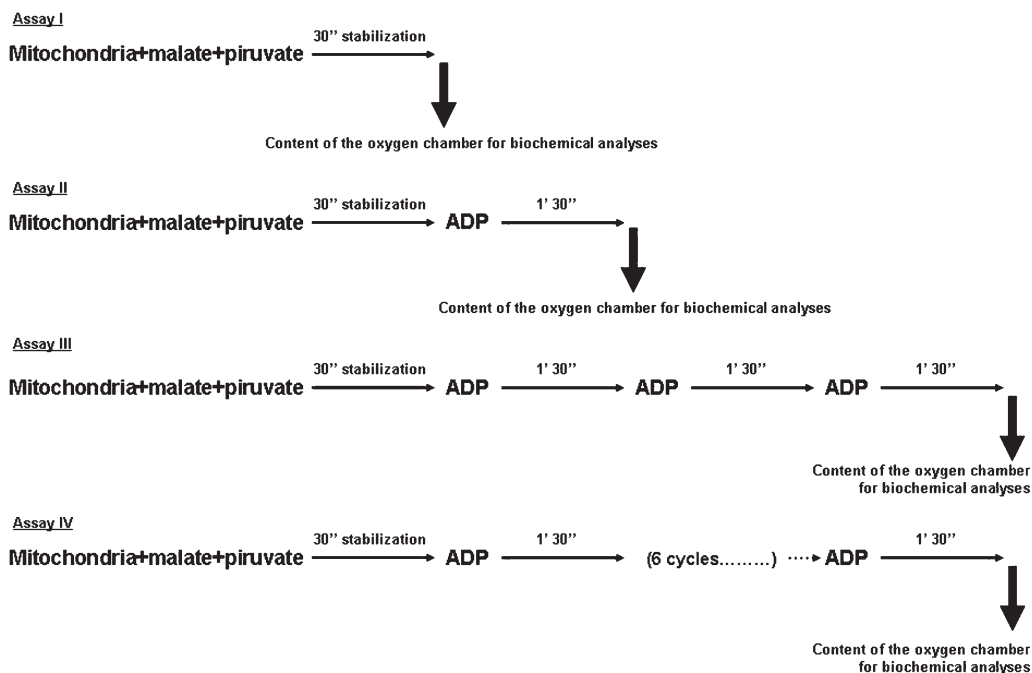 Assay I
30’’ stabilization
Mitochondria+malate+piruvate
Content of the oxygen chamber for biochemical analyses
Assay II
30’’ stabilization 1’ 30’’
Mitochondria+malate+piruvate ADP
Content of the oxygen chamber for biochemical analyses
Assay III
30’’ stabilization 1’ 30’’ 1’ 30’’ 1’ 30’’
Mitochondria+malate+piruvate ADP ADP ADP
Content of the oxygen chamber
for biochemical analyses
Assay IV
30’’ stabilization 1’ 30’’ 1’ 30’’
Mitochondria+malate+piruvate ADP (6 cycles.........) ADP
Content of the oxygen chamber
for biochemical analyses